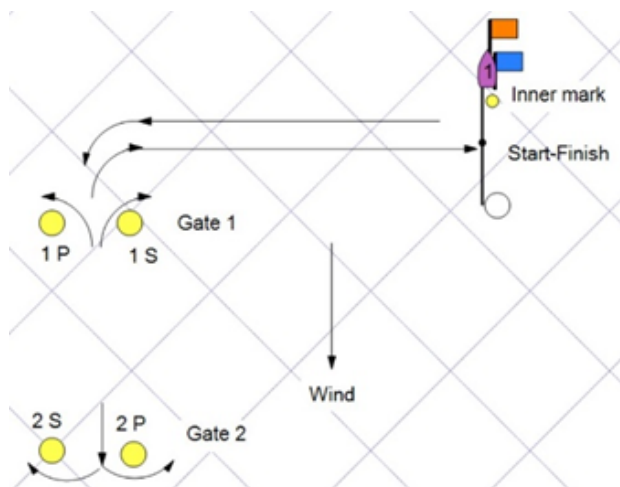 1
Inner mark
Start-Finish
Gate 1
1 P
1 S
Wind
2 S
2 P
Gate 2